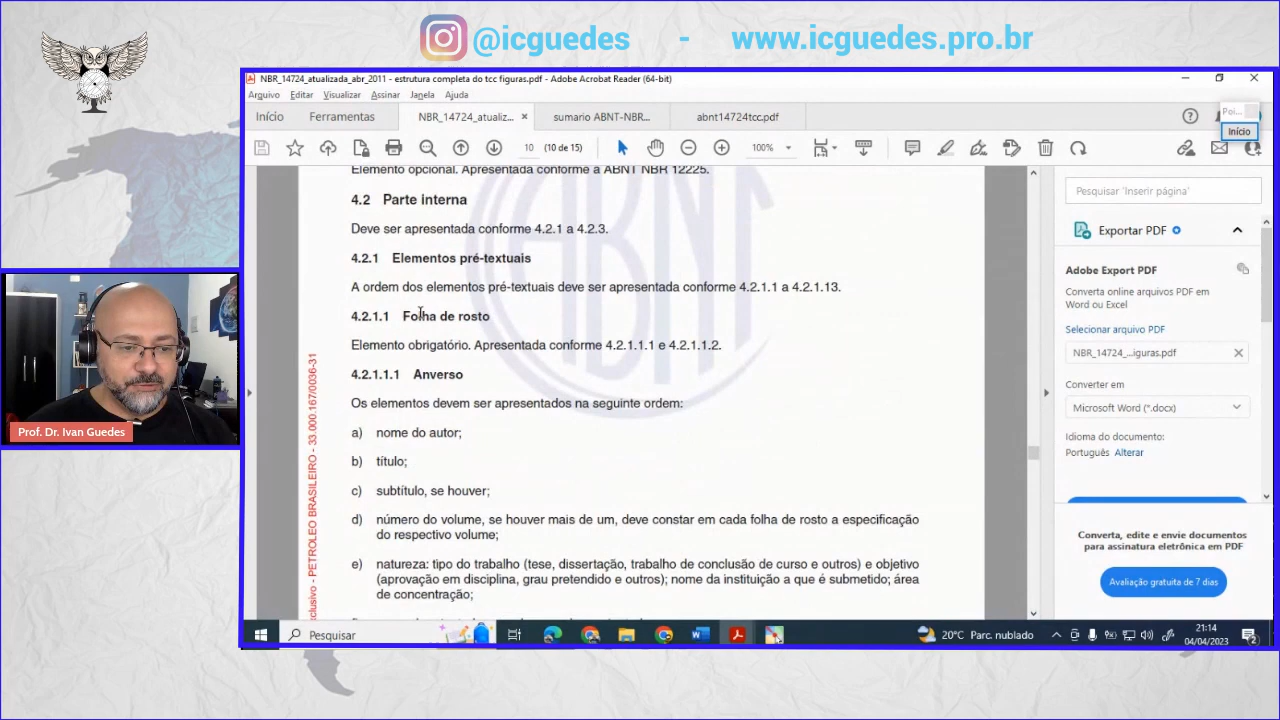 @icguedes - www.icguedes.pro.br
NBR_14724_atualizada_abr_2011 - estrutura completa do tcc figuras.pdf - Adobe Acrobat Reader (64-bit)
Arquivo Editar Visualizar Assinar Janela Ajuda
Início Ferramentas NBR_14724_atualiz... sumario ABNT-NBR... abnt14724tcc.pdf
Início
10 (10 de 15) 100%
Elemento opcional. Apresentada conforme a ABNT NBR 12225.
4.2 Parte interna
Deve ser apresentada conforme 4.2.1 a 4.2.3.
4.2.1 Elementos pré-textuais
A ordem dos elementos pré-textuais deve ser apresentada conforme 4.2.1.1 a 4.2.1.13.
4.2.1.1 Folha de rosto
Elemento obrigatório. Apresentada conforme 4.2.1.1.1 e 4.2.1.1.2.
4.2.1.1.1 Anverso
Os elementos devem ser apresentados na seguinte ordem:
a) nome do autor;
b) título;
c) subtítulo, se houver;
d) número do volume, se houver mais de um, deve constar em cada folha de rosto a especificação
do respectivo volume;
e) natureza: tipo do trabalho (tese, dissertação, trabalho de conclusão de curso e outros) e objetivo
(aprovação em disciplina, grau pretendido e outros); nome da instituição a que é submetido; área
de concentração;
PETROLEO BRASILEIRO - 33.000.167/0036-31
ABNT
Pesquisar 'Inserir página'
Exportar PDF
Adobe Export PDF
Converta online arquivos PDF em
Word ou Excel
Selecionar arquivo PDF
NBR_14724_...iguras.pdf
Converter em
Microsoft Word (*.docx)
Idioma do documento:
Português Alterar
Converta, edite e envie documentos
para assinatura eletrônica em PDF
Avaliação gratuita de 7 dias
Prof. Dr. Ivan Guedes
Pesquisar
20°C Parc. nublado
21:14
04/04/2023